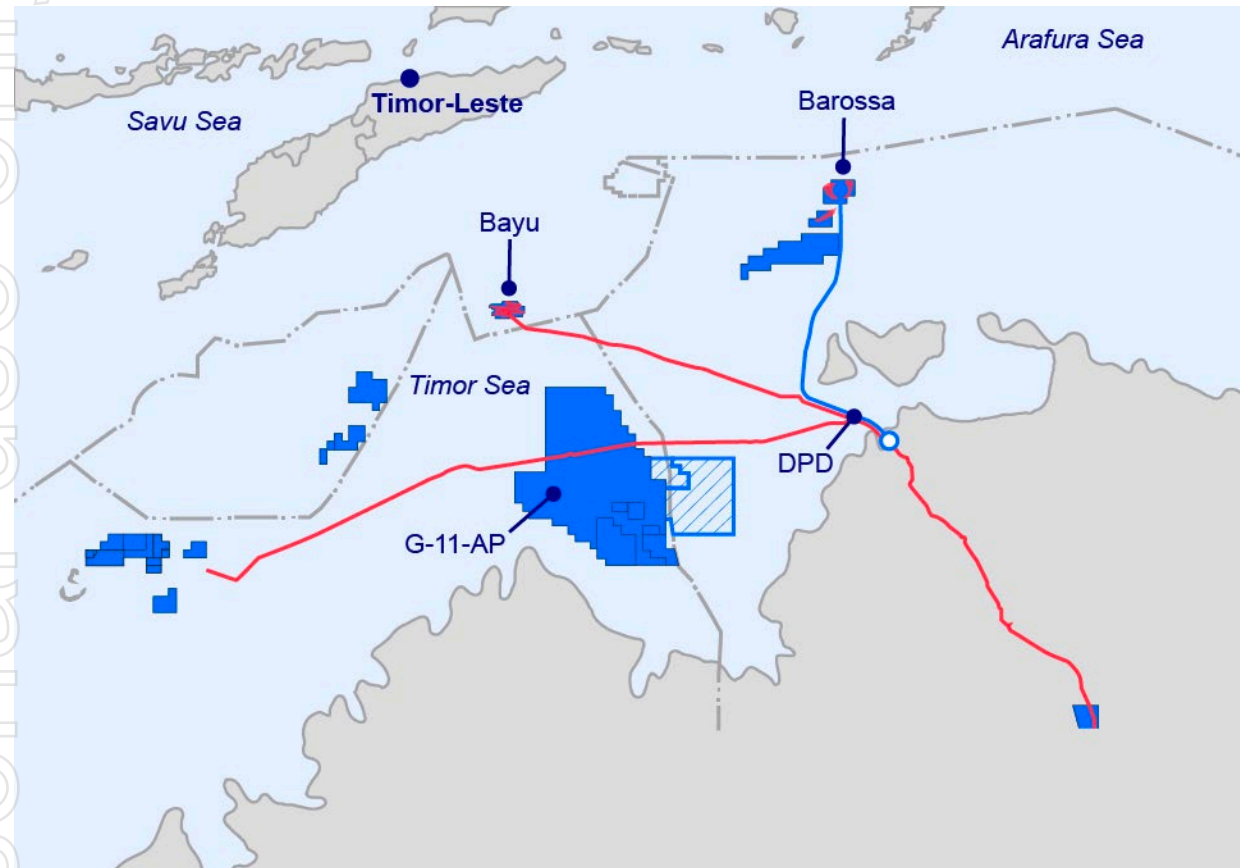 Arafura Sea
Timor-Leste
Barossa
Savu Sea
Bayu
Timor Sea
DPD
G-11-AP